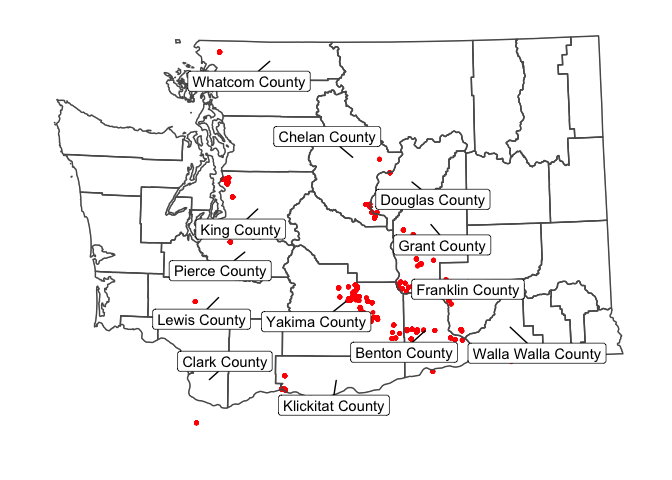 Whatcom County
Chelan County
Douglas County
King County
Grant County
Pierce County
Franklin County
Lewis County
Yakima County
Benton County
Walla Walla County
Clark County
Klickitat County